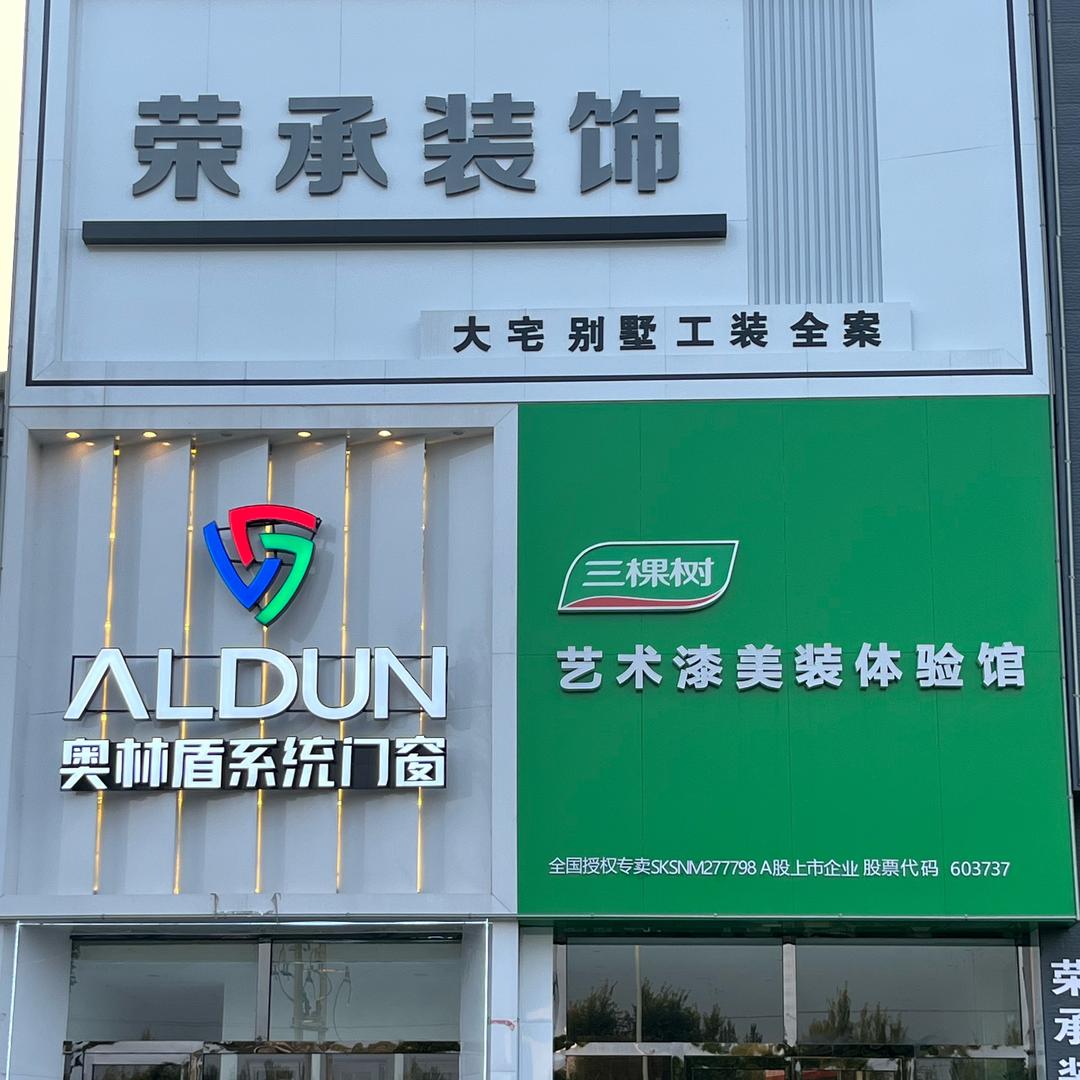 荣承装饰
大宅 别墅 工装 全案
ALDUN
奥林盾系统门窗
三棵树
艺术漆美装体验馆
全国授权专卖SKSNM277798 A股上市企业 股票代码 603737
荣承装